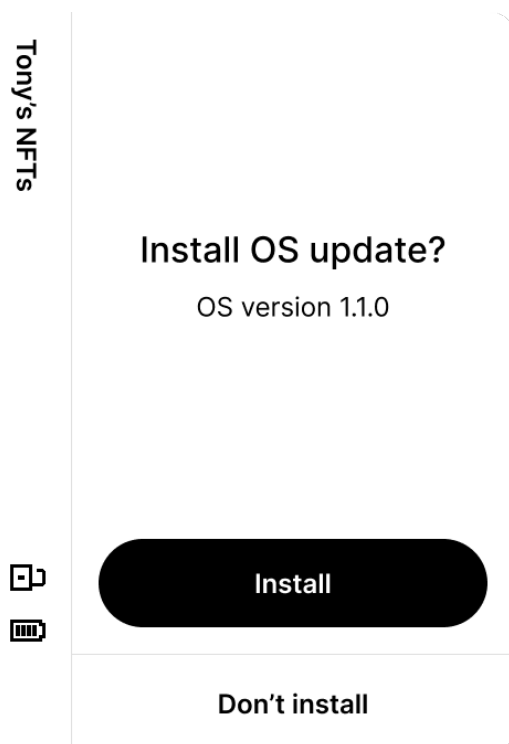 Tony’s NFTs
Install OS update?
OS version 1.1.0
Install
Don’t install